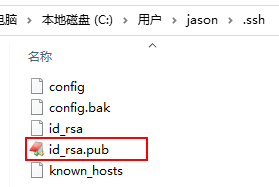 电脑 › 本地磁盘 (C:) › 用户 › jason › .ssh
名称
config
config.bak
id_rsa
id_rsa.pub
known_hosts